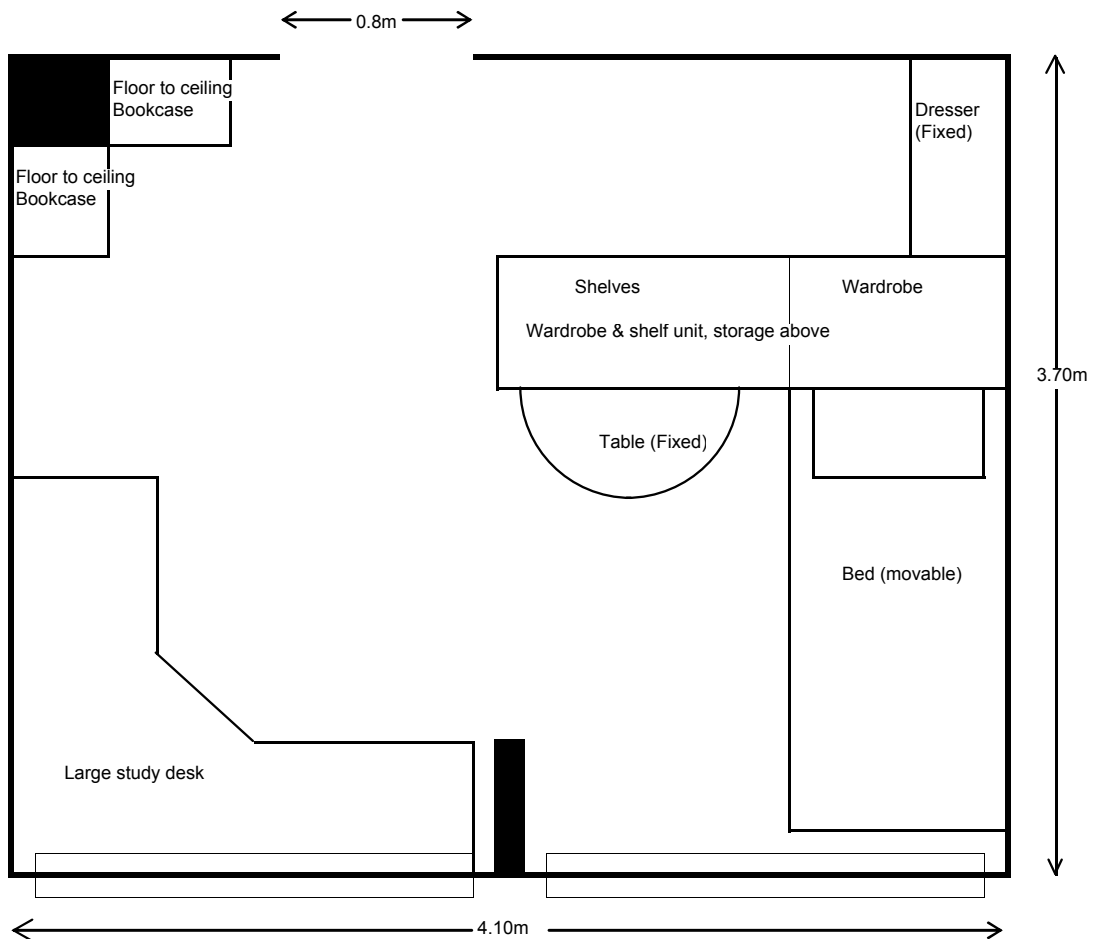 0.8m
Floor to ceiling
Bookcase
Dresser
(Fixed)
Floor to ceiling
Bookcase
Shelves
Wardrobe
Wardrobe & shelf unit, storage above
3.70m
Table (Fixed)
Bed (movable)
Large study desk
4.10m